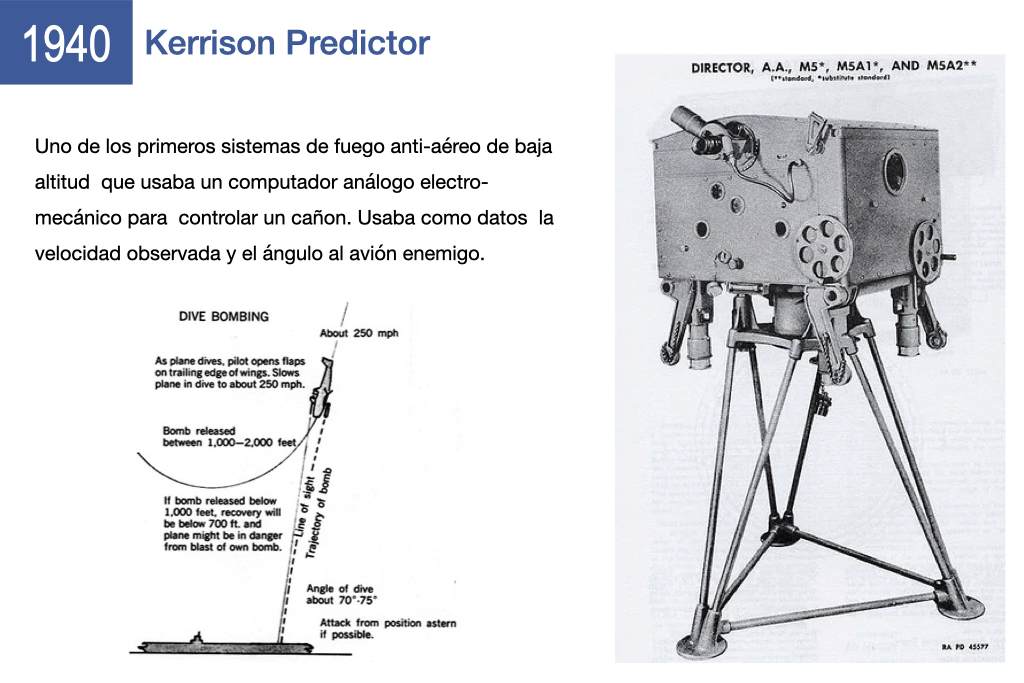 1940
Kerrison Predictor
Uno de los primeros sistemas de fuego anti-aéreo de baja
altitud que usaba un computador análogo electro-
mecánico para controlar un cañon. Usaba como datos la
velocidad observada y el ángulo al avión enemigo.
DIVE BOMBING
About 250 mph
As plane dives, pilot opens flaps
on trailing edge of wings. Slows
plane in dive to about 250 mph.
Bomb released
between 1,000—2,000 feet
If bomb released below
1,000 feet, recovery will
be below 700 ft. and
plane might be in danger
from blast of own bomb.
Line of sight
Trajectory of bomb
Angle of dive
about 70°-75°
Attack from position astern
if possible.
DIRECTOR, A.A., M5*, M5A1*, AND M5A2**
(**standard, *substitute standard)
RA PD 45577